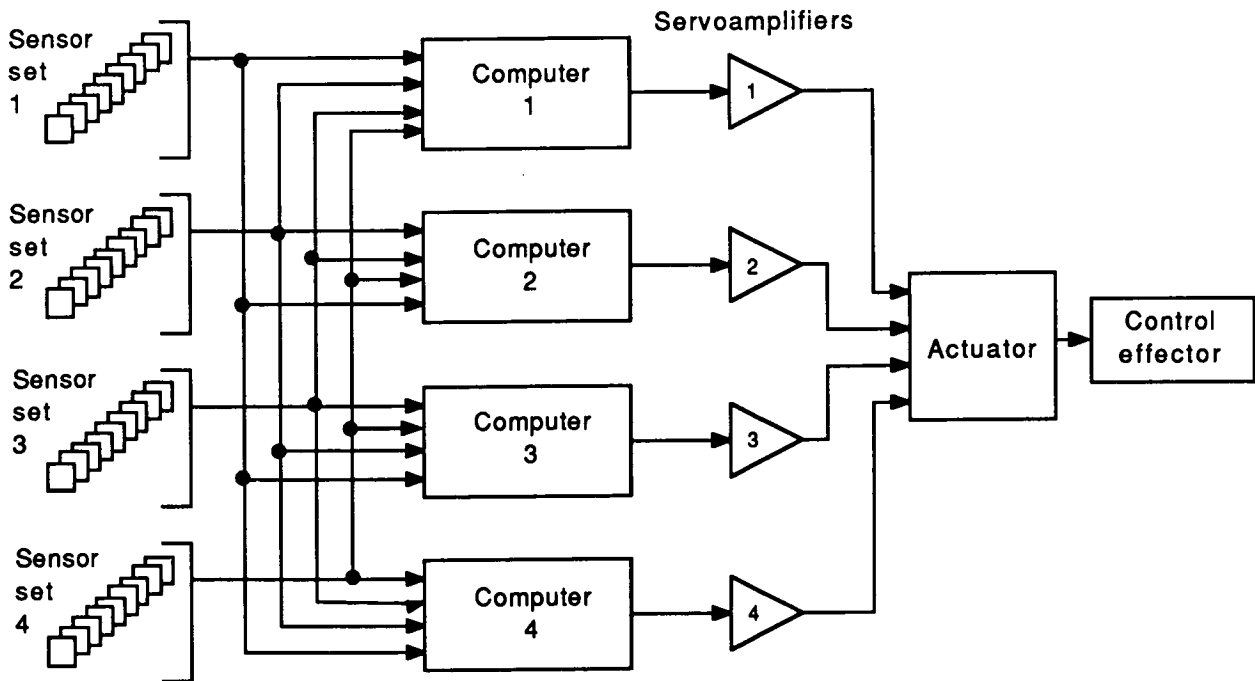 Servoamplifiers
Sensor
set
1
Computer
1
1
Sensor
set
2
Computer
2
2
Actuator
Control
effector
Sensor
set
3
Computer
3
3
Sensor
set
4
Computer
4
4